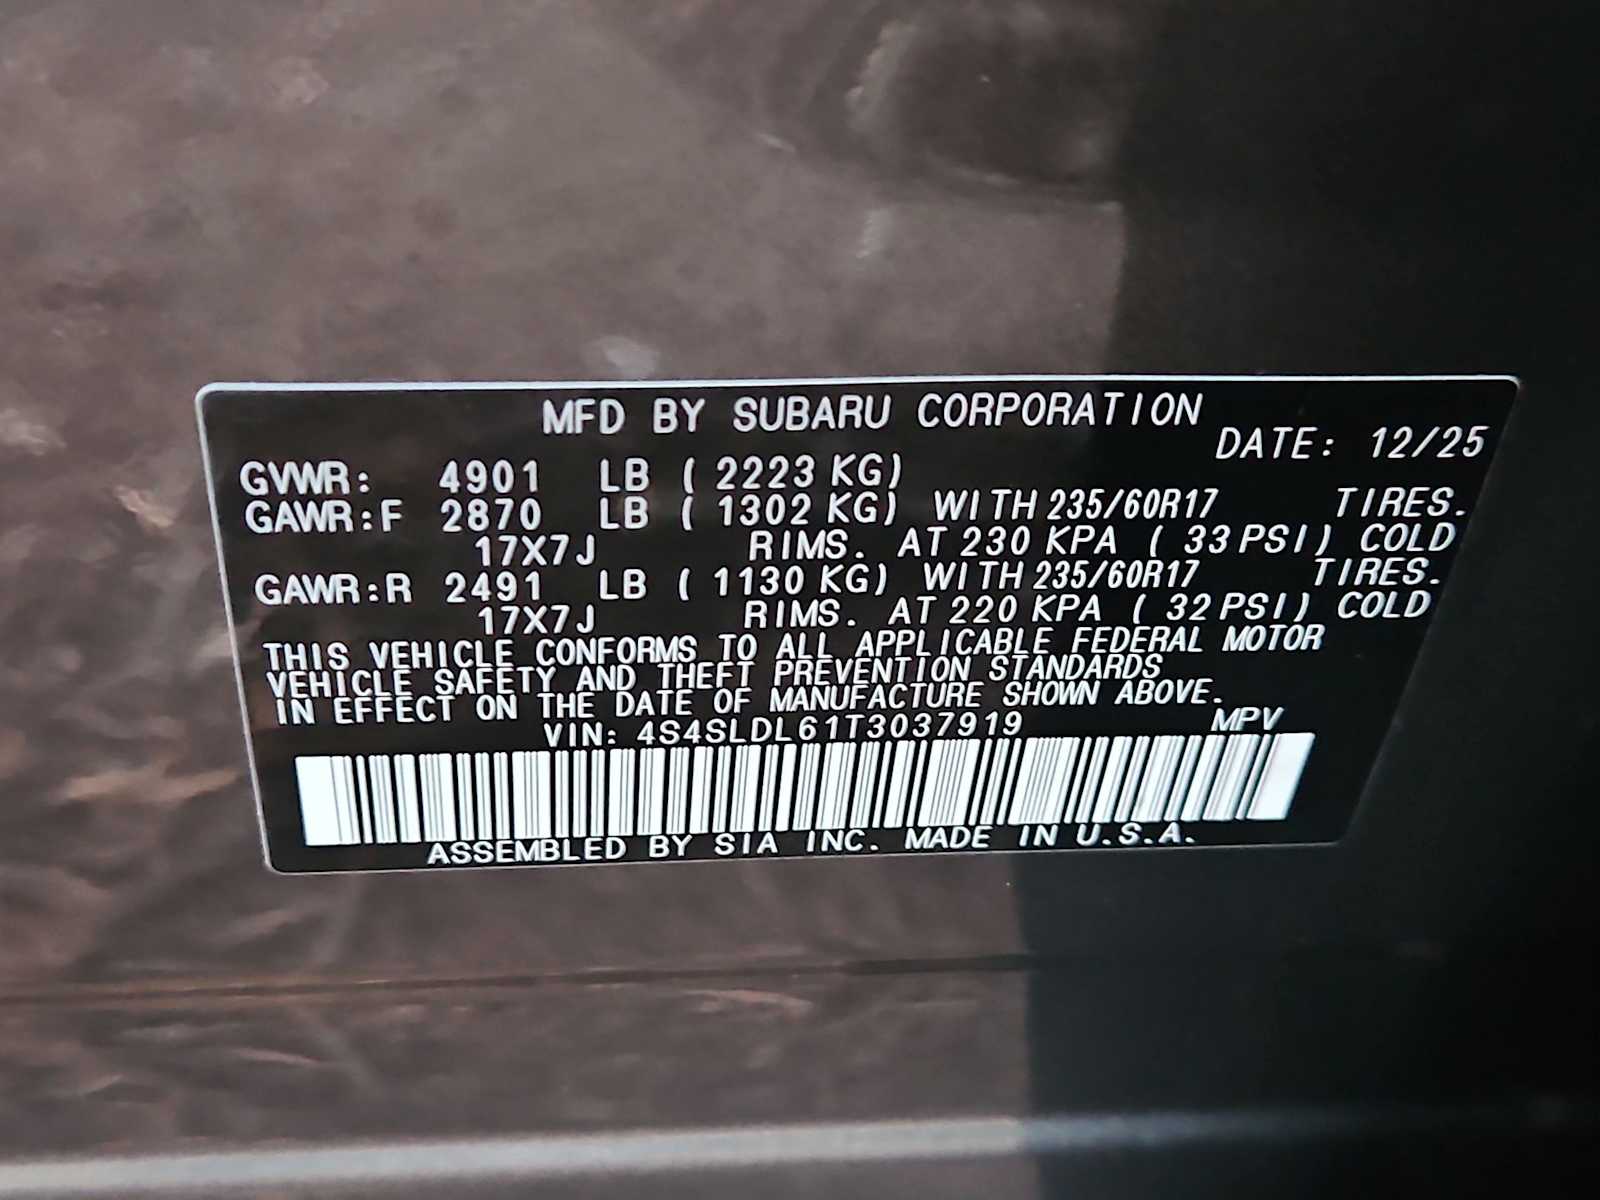 MFD BY SUBARU CORPORATION
DATE: 12/25
GVWR: 4901 LB ( 2223 KG)
GAWR:F 2870 LB ( 1302 KG) WITH 235/60R17 TIRES.
17X7J RIMS. AT 230 KPA ( 33 PSI) COLD
GAWR:R 2491 LB ( 1130 KG) WITH 235/60R17 TIRES.
17X7J RIMS. AT 220 KPA ( 32 PSI) COLD
THIS VEHICLE CONFORMS TO ALL APPLICABLE FEDERAL MOTOR
VEHICLE SAFETY AND THEFT PREVENTION STANDARDS
IN EFFECT ON THE DATE OF MANUFACTURE SHOWN ABOVE.
VIN: 4S4SLDL61T3037919 MPV
ASSEMBLED BY SIA INC. MADE IN U.S.A.